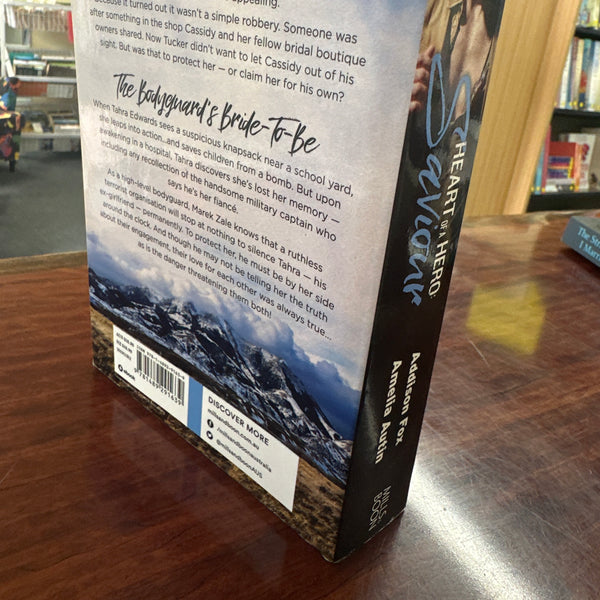 because it turned out it wasn't a simple robbery. Someone was
after something in the shop Cassidy and her fellow bridal boutique
owners shared. Now Tucker didn't want to let Cassidy out of his
sight. But was that to protect her — or claim her for his own?
The Bodyguard's Bride-To-Be
When Tahra Edwards sees a suspicious knapsack near a school yard,
she leaps into action...and saves children from a bomb. But upon
awakening in a hospital, Tahra discovers she's lost her memory —
including any recollection of the handsome military captain who
says he's her fiancé.
As a high-level bodyguard, Marek Zale knows that a ruthless
terrorist organisation will stop at nothing to silence Tahra — his
ex-girlfriend — permanently. To protect her, he must be by her side
around the clock. And though he may not be telling her the truth
about their engagement, their love for each other was always true...
as is the danger threatening them both!
ebook
DISCOVER MORE
millsandboon.com.au
/millsandboonaustralia
@millsandboonAUS
HEART OF A HERO:
Saviour
Addison Fox
Amelia Autin
MILLS & BOON